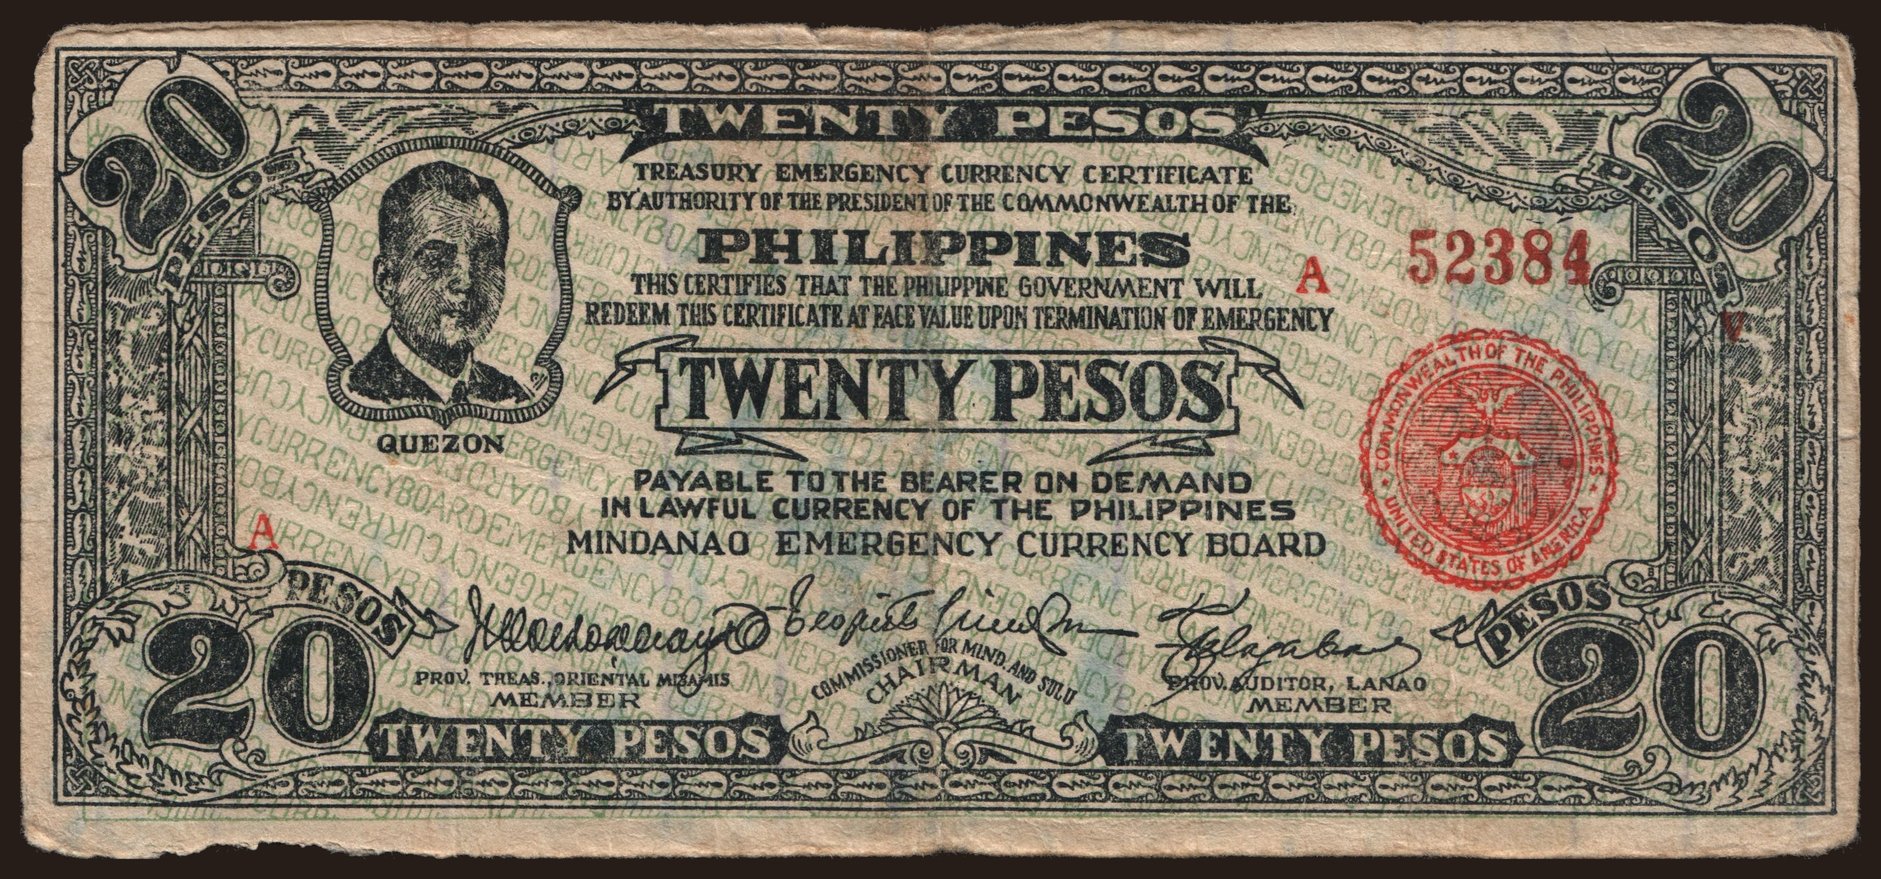 20 PESOS
TWENTY PESOS
20 PESOS
TREASURY EMERGENCY CURRENCY CERTIFICATE
BY AUTHORITY OF THE PRESIDENT OF THE COMMONWEALTH OF THE
PHILIPPINES
A 52384
THIS CERTIFIES THAT THE PHILIPPINE GOVERNMENT WILL
REDEEM THIS CERTIFICATE AT FACE VALUE UPON TERMINATION OF EMERGENCY
V
TWENTY PESOS
COMMONWEALTH OF THE PHILIPPINES
UNITED STATES OF AMERICA
QUEZON
PAYABLE TO THE BEARER ON DEMAND
IN LAWFUL CURRENCY OF THE PHILIPPINES
MINDANAO EMERGENCY CURRENCY BOARD
A
PESOS 20
PROV. TREAS., ORIENTAL MISAMIS
MEMBER
COMMISSIONER FOR MIND. AND SULU
CHAIRMAN
PROV. AUDITOR, LANAO
MEMBER
PESOS 20
TWENTY PESOS
TWENTY PESOS